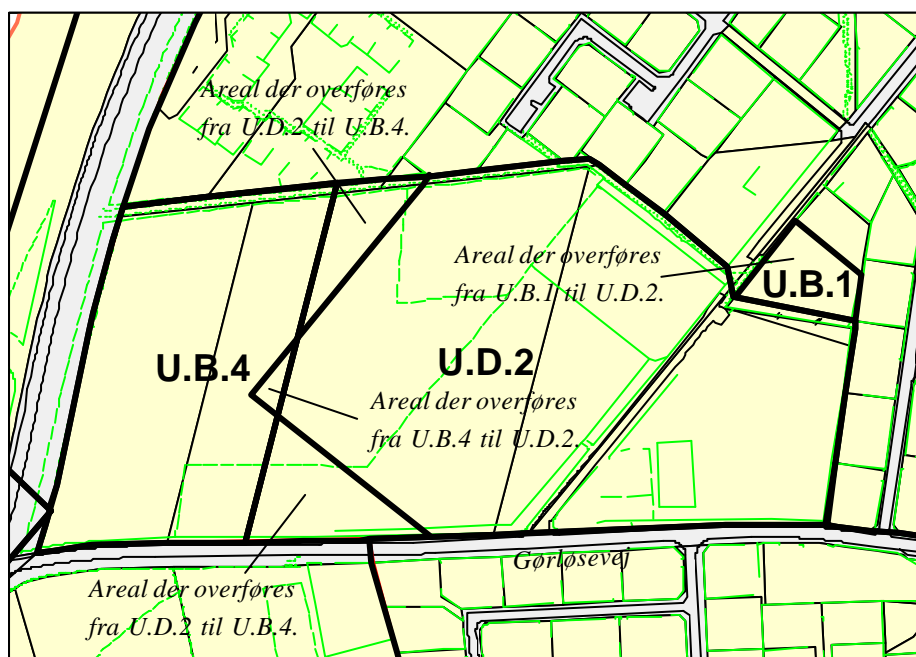 Areal der overføres
fra U.D.2 til U.B.4.
Areal der overføres
fra U.B.1 til U.D.2.
U.B.1
U.B.4
U.D.2
Areal der overføres
fra U.B.4 til U.D.2.
Gørløsevej
Areal der overføres
fra U.D.2 til U.B.4.